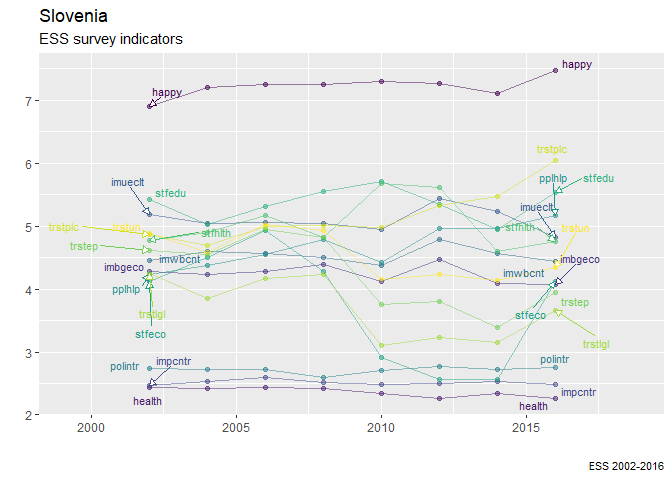 Slovenia
ESS survey indicators
happy
happy
7
trstplc
6
imueclt
stfedu
pplhlp
stfedu
imueclt
trstplc
trstun
stfhlth
stfhlth
trstun
5
trstep
imwbcnt
imbgeco
imwbcnt
imbgeco
4
pplhlp
trstlgl
stfeco
stfeco
trstep
trstlgl
3
polintr
impcntr
polintr
impcntr
health
health
2
2000
2005
2010
2015
ESS 2002-2016